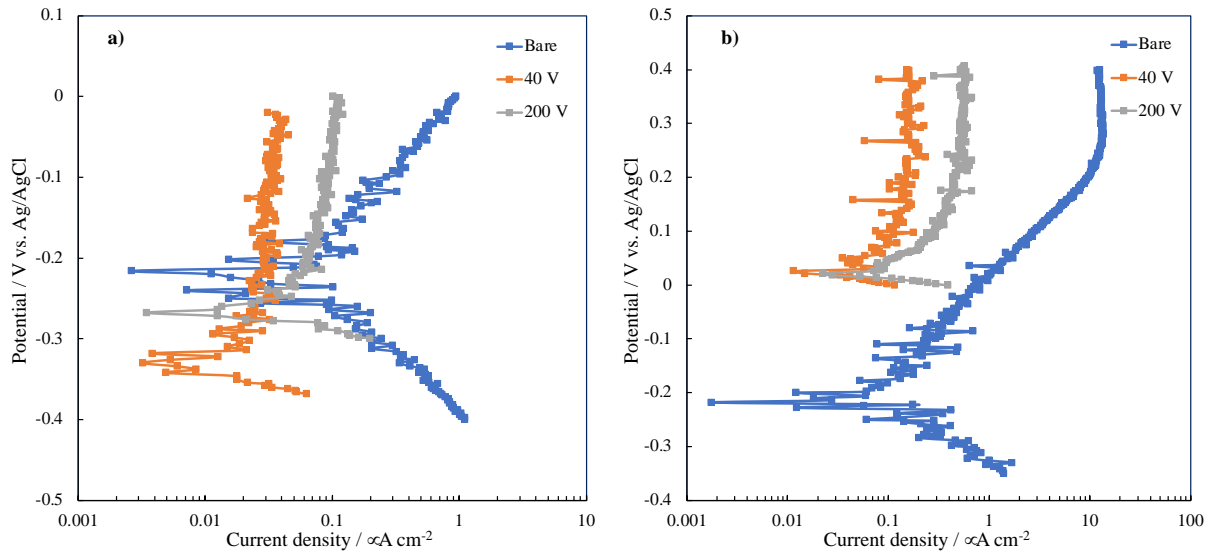 a)
Bare
40 V
200 V
0.1
0
-0.1
-0.2
-0.3
-0.4
-0.5
0.001
0.01
0.1
1
10
Potential / V vs. Ag/AgCl
Current density / ∝A cm-2
b)
Bare
40 V
200 V
0.5
0.4
0.3
0.2
0.1
0
-0.1
-0.2
-0.3
-0.4
0.001
0.01
0.1
1
10
100
Potential / V vs. Ag/AgCl
Current density / ∝A cm-2